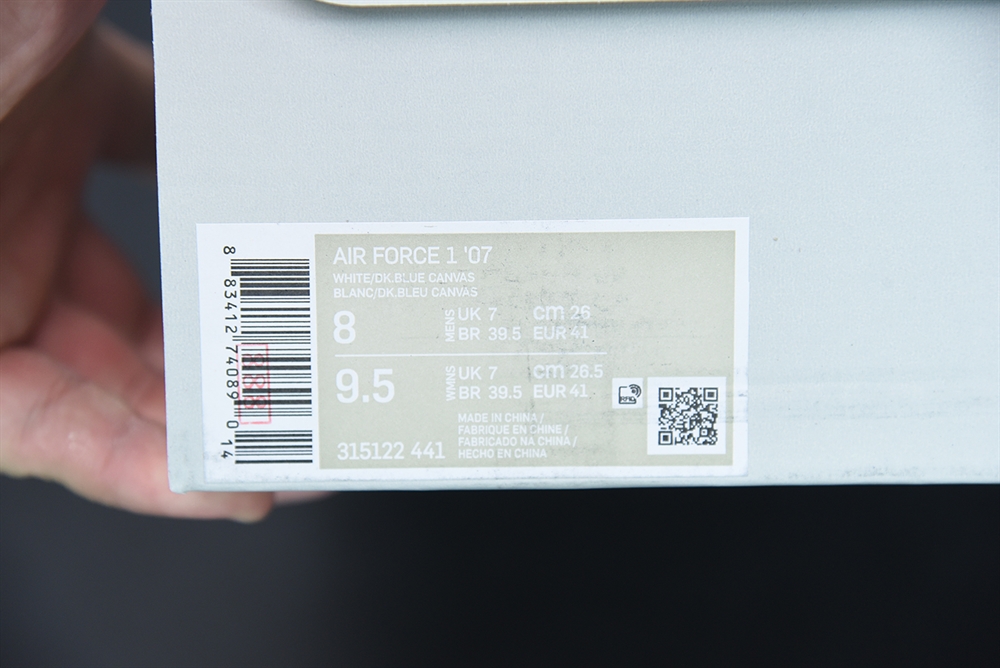 AIR FORCE 1 '07
WHITE/DK.BLUE CANVAS
BLANC/DK.BLEU CANVAS
8 MENS UK 7 cm 26
BR 39.5 EUR 41
9.5 WMNS UK 7 cm 26.5
BR 39.5 EUR 41
MADE IN CHINA /
FABRIQUE EN CHINE /
FABRICADO NA CHINA /
HECHO EN CHINA
315122 441
RFID
8 83412 74089 0 14